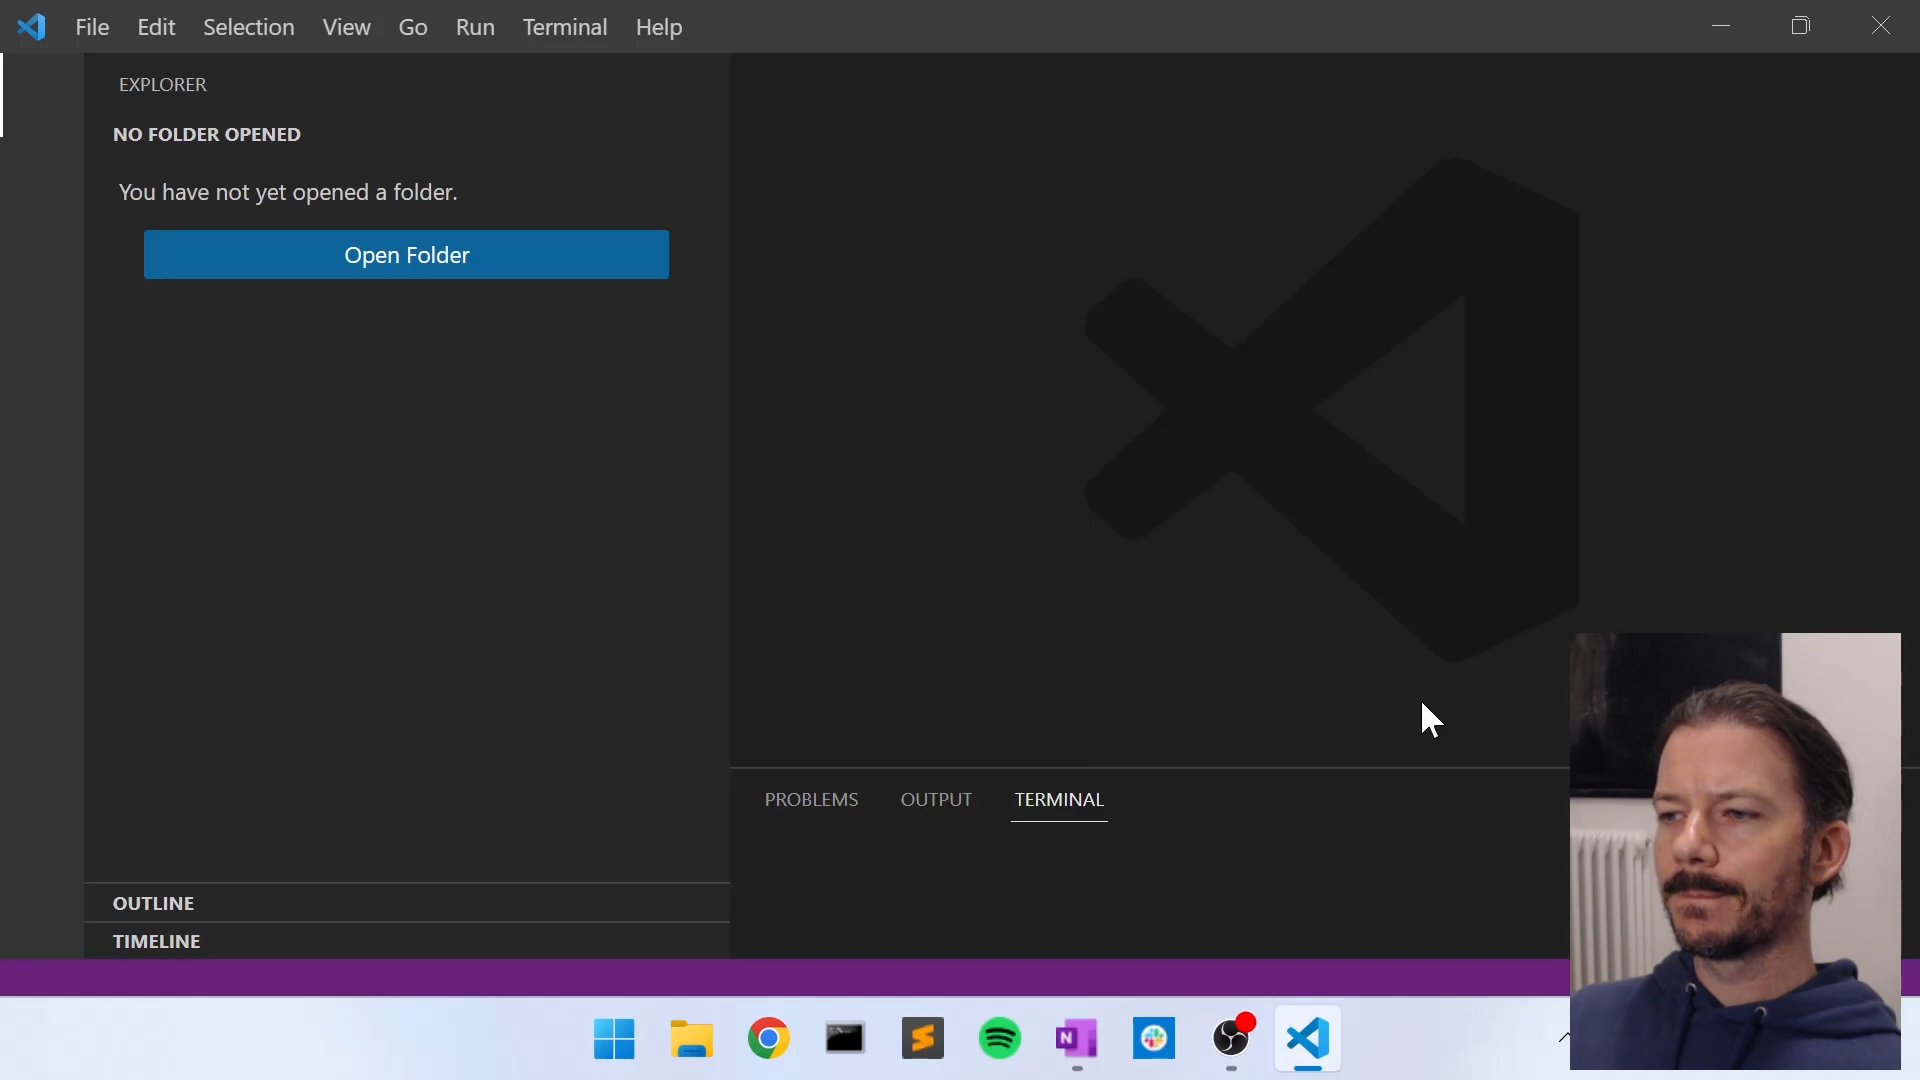 File Edit Selection View Go Run Terminal Help
EXPLORER
NO FOLDER OPENED
You have not yet opened a folder.
Open Folder
PROBLEMS OUTPUT TERMINAL
OUTLINE
TIMELINE
N